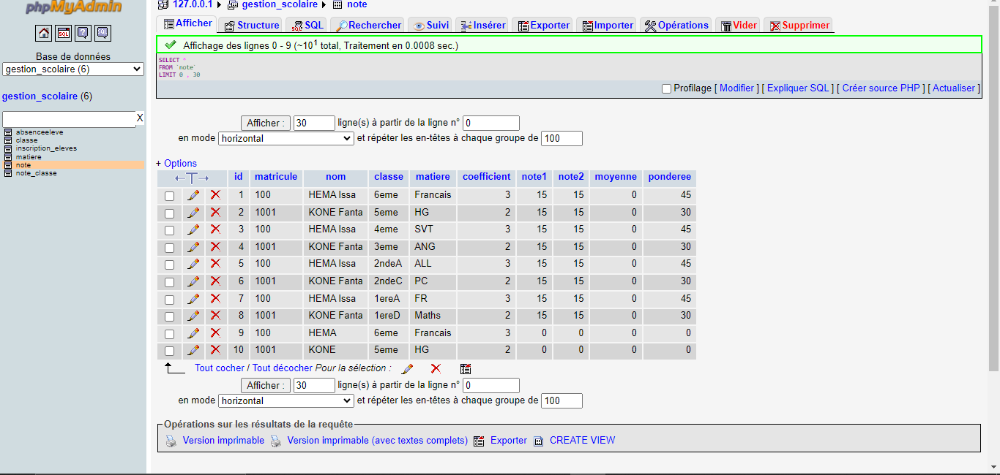 phpMyAdmin
Base de données
gestion_scolaire (6)
gestion_scolaire (6)
X
absenceeleve
classe
inscription_eleves
matiere
note
note_classe
127.0.0.1 gestion_scolaire note
Afficher Structure SQL Rechercher Suivi Insérer Exporter Importer Opérations Vider Supprimer
Affichage des lignes 0 - 9 (~10¹ total, Traitement en 0.0008 sec.)
SELECT *
FROM `note`
LIMIT 0 , 30
Profilage [ Modifier ] [ Expliquer SQL ] [ Créer source PHP ] [ Actualiser ]
Afficher : 30 ligne(s) à partir de la ligne n° 0
en mode horizontal et répéter les en-têtes à chaque groupe de 100
+ Options
←T→ id matricule nom classe matiere coefficient note1 note2 moyenne ponderee
1 100 HEMA Issa 6eme Francais 3 15 15 0 45
2 1001 KONE Fanta 5eme HG 2 15 15 0 30
3 100 HEMA Issa 4eme SVT 3 15 15 0 45
4 1001 KONE Fanta 3eme ANG 2 15 15 0 30
5 100 HEMA Issa 2ndeA ALL 3 15 15 0 45
6 1001 KONE Fanta 2ndeC PC 2 15 15 0 30
7 100 HEMA Issa 1ereA FR 3 15 15 0 45
8 1001 KONE Fanta 1ereD Maths 2 15 15 0 30
9 100 HEMA 6eme Francais 3 0 0 0 0
10 1001 KONE 5eme HG 2 0 0 0 0
Tout cocher / Tout décocher Pour la sélection :
Afficher : 30 ligne(s) à partir de la ligne n° 0
en mode horizontal et répéter les en-têtes à chaque groupe de 100
Opérations sur les résultats de la requête
Version imprimable Version imprimable (avec textes complets) Exporter CREATE VIEW